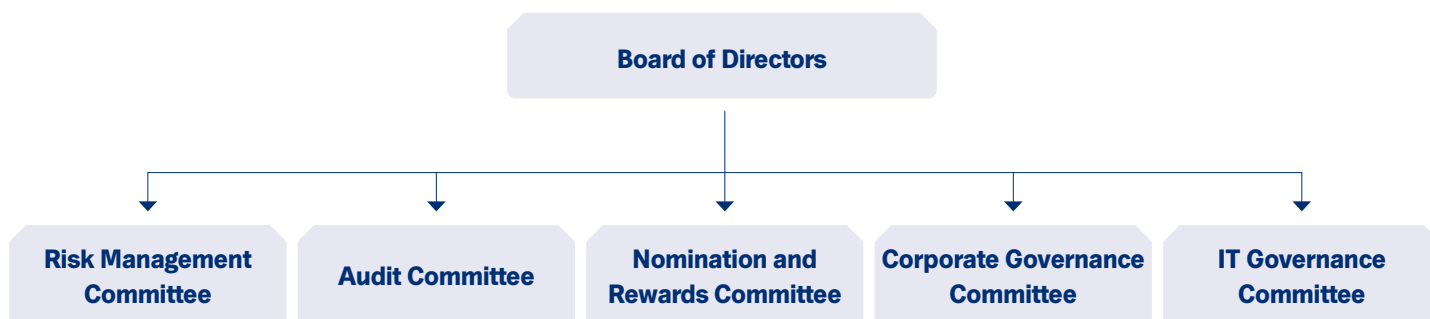 Board of Directors
Risk Management
Committee
Audit Committee
Nomination and
Rewards Committee
Corporate Governance
Committee
IT Governance
Committee